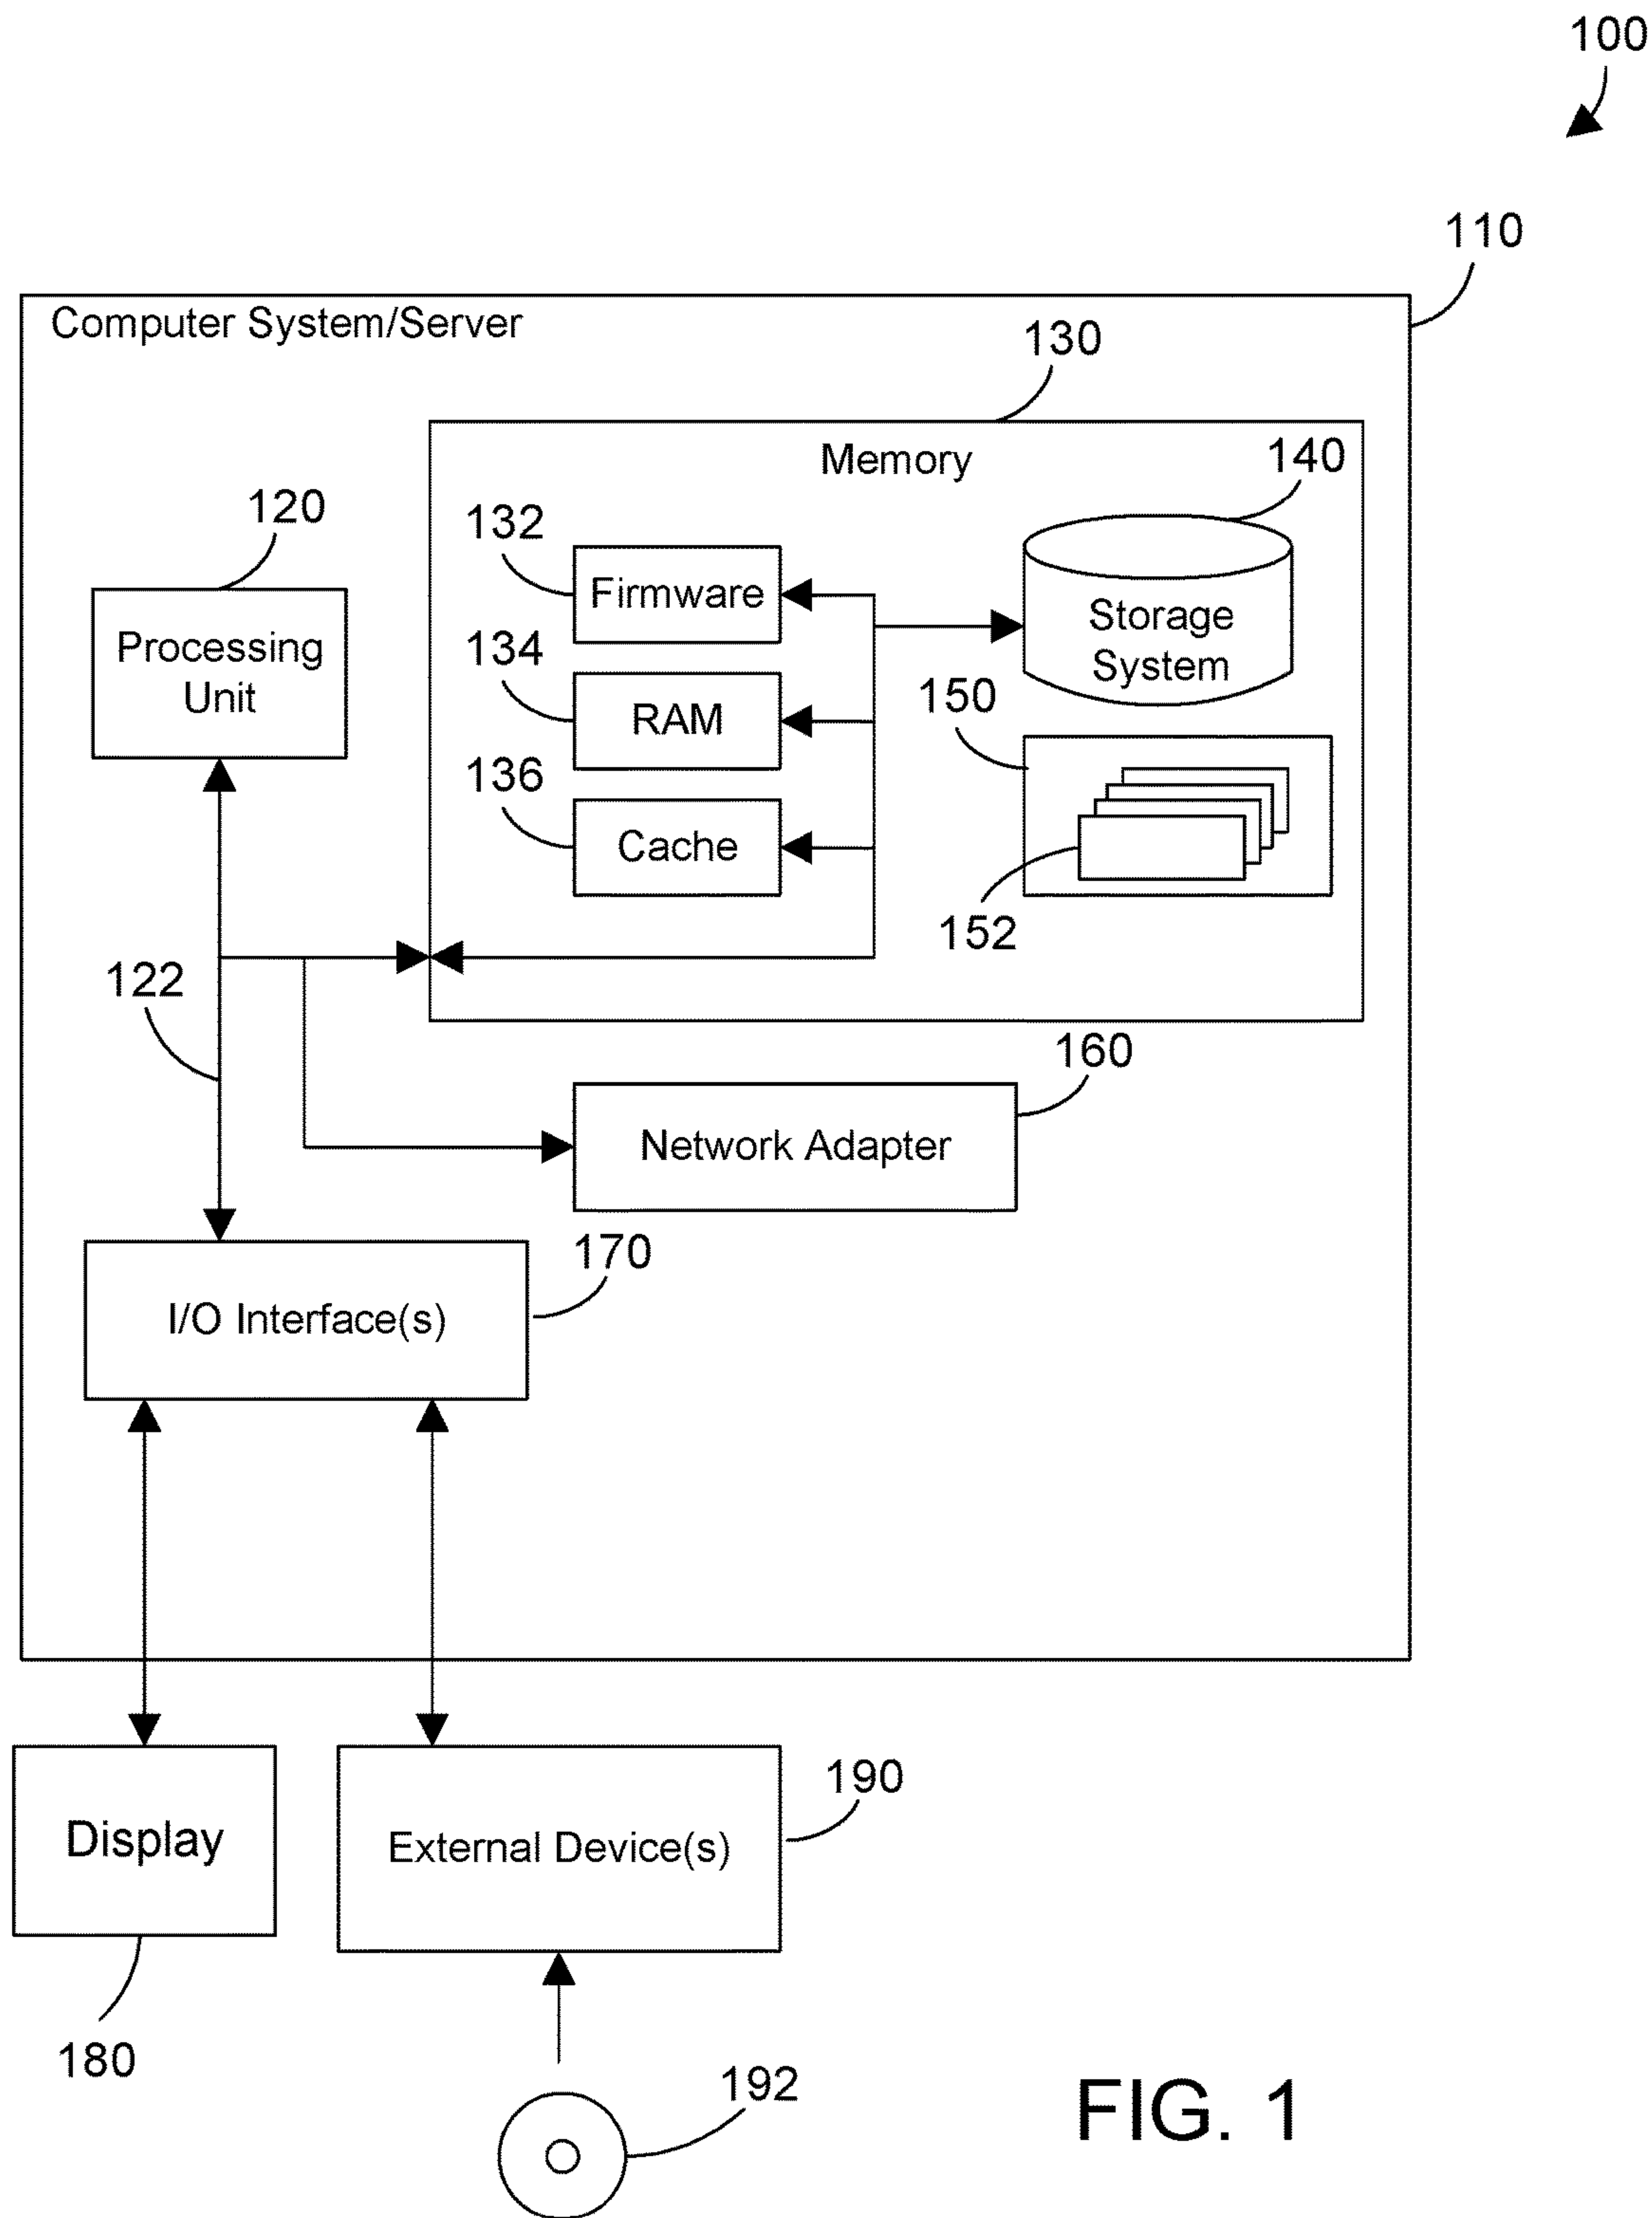 100
110
Computer System/Server
130
Memory
140
120
132
Firmware
Processing
Unit
Storage
System
134
RAM
150
136
Cache
152
122
160
Network Adapter
170
I/O Interface(s)
190
Display
External Device(s)
180
192
FIG. 1